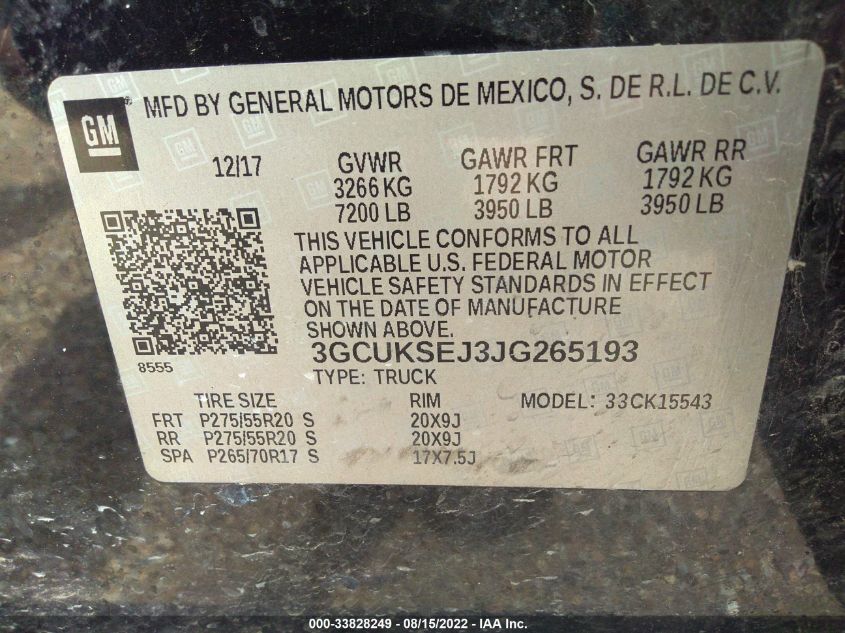 GM
MFD BY GENERAL MOTORS DE MEXICO, S. DE R.L. DE C.V.
12/17 GVWR GAWR FRT GAWR RR
3266 KG 1792 KG 1792 KG
7200 LB 3950 LB 3950 LB
THIS VEHICLE CONFORMS TO ALL
APPLICABLE U.S. FEDERAL MOTOR
VEHICLE SAFETY STANDARDS IN EFFECT
ON THE DATE OF MANUFACTURE
SHOWN ABOVE.
3GCUKSEJ3JG265193
8555 TYPE: TRUCK
TIRE SIZE RIM MODEL: 33CK15543
FRT P275/55R20 S 20X9J
RR P275/55R20 S 20X9J
SPA P265/70R17 S 17X7.5J
000-33828249 - 08/15/2022 - IAA Inc.